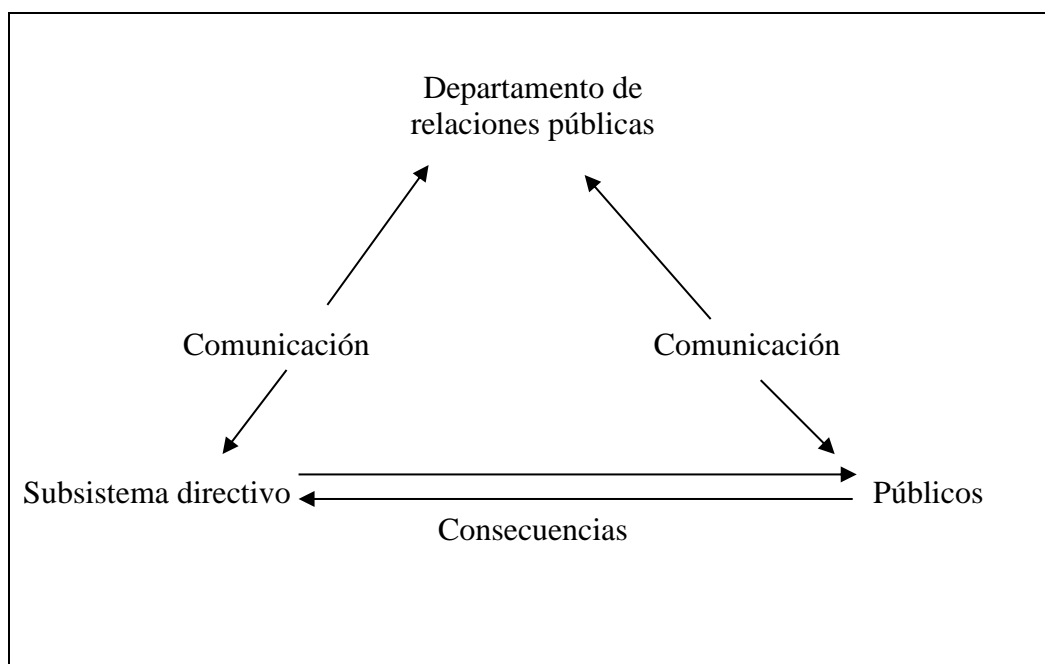 Departamento de
relaciones públicas
Comunicación
Comunicación
Subsistema directivo
Públicos
Consecuencias